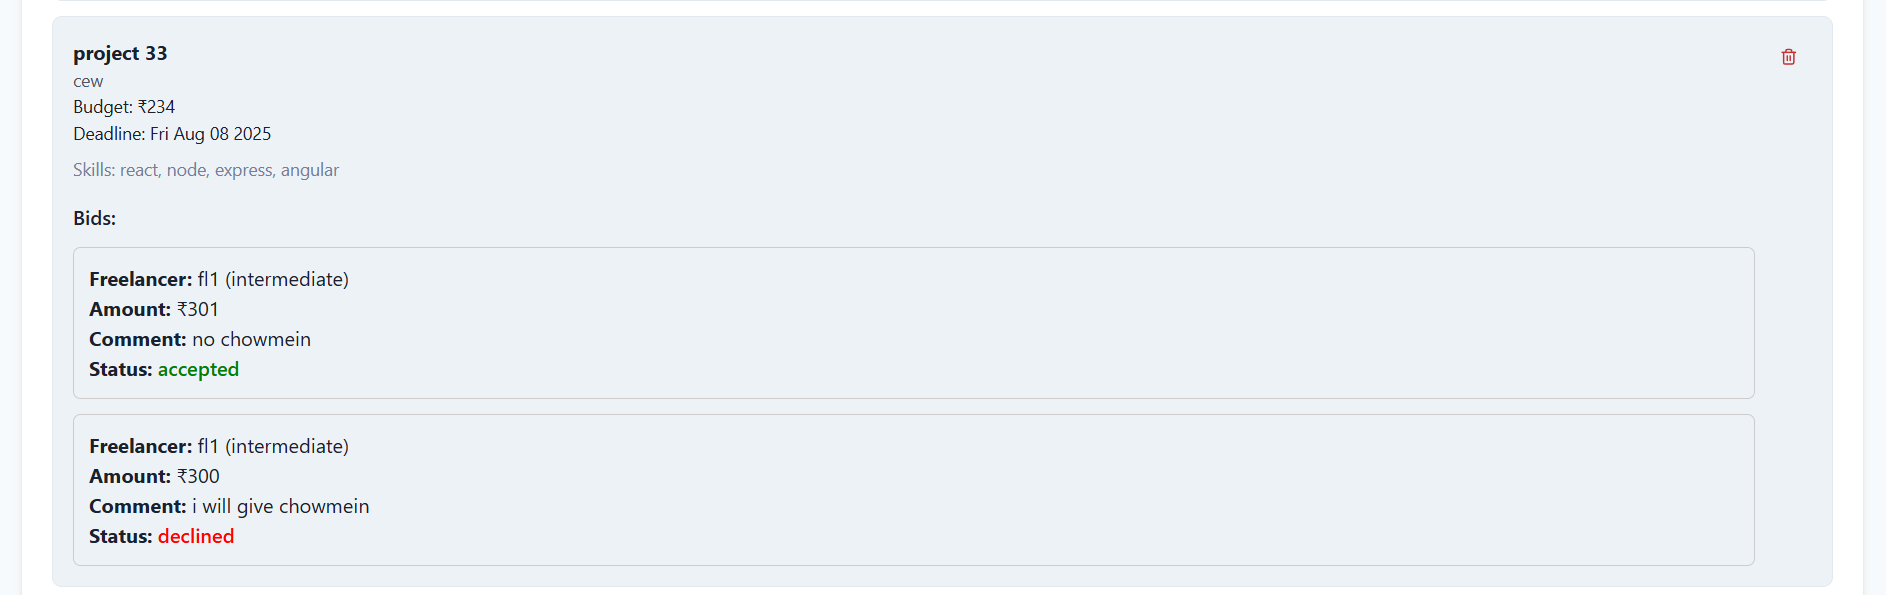 project 33
cew
Budget: ₹234
Deadline: Fri Aug 08 2025
Skills: react, node, express, angular
Bids:
Freelancer: fl1 (intermediate)
Amount: ₹301
Comment: no chowmein
Status: accepted
Freelancer: fl1 (intermediate)
Amount: ₹300
Comment: i will give chowmein
Status: declined